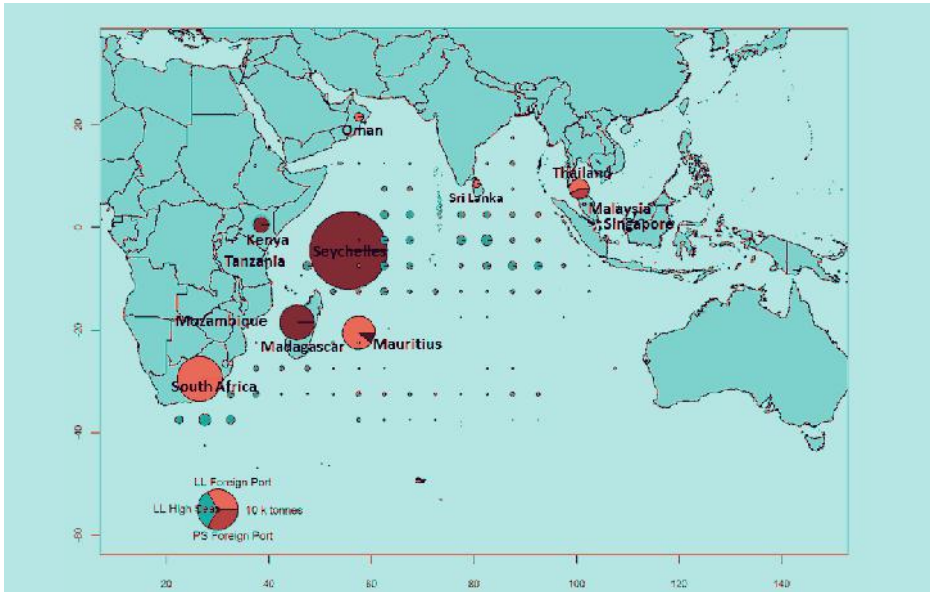 20
Oman
Thailand
Sri Lanka
Malaysia
Singapore
0
Kenya
Seychelles
Tanzania
Mozambique
Madagascar
Mauritius
-20
South Africa
-40
LL Foreign Port
LL High Seas
10 k tonnes
PS Foreign Port
-60
20 40 60 80 100 120 140